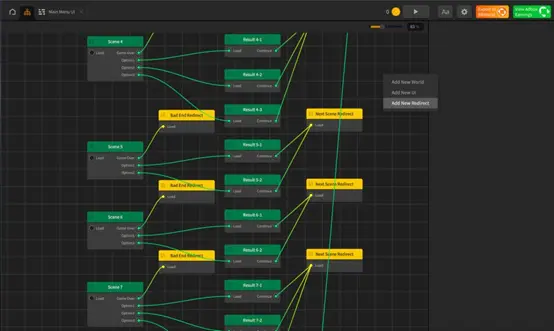 Main Menu UI
0
Export to
Website
View Affiliate
Earnings
Aa
Scene 4
Load Game Over
Option1
Option2
Option3
Result 4-1
Load Continue
Result 4-2
Load Continue
Result 4-3
Load Continue
Add New World
Add New UI
Add New Redirect
Bad End Redirect
Load
Next Scene Redirect
Load
Scene 5
Load Game Over
Option1
Option2
Result 5-1
Load Continue
Result 5-2
Load Continue
Bad End Redirect
Load
Next Scene Redirect
Load
Scene 6
Load Game Over
Option1
Option2
Result 6-1
Load Continue
Result 6-2
Load Continue
Bad End Redirect
Load
Next Scene Redirect
Load
Scene 7
Load Game Over
Option1
Option2
Option3
Result 7-1
Load Continue
Result 7-2
Load Continue